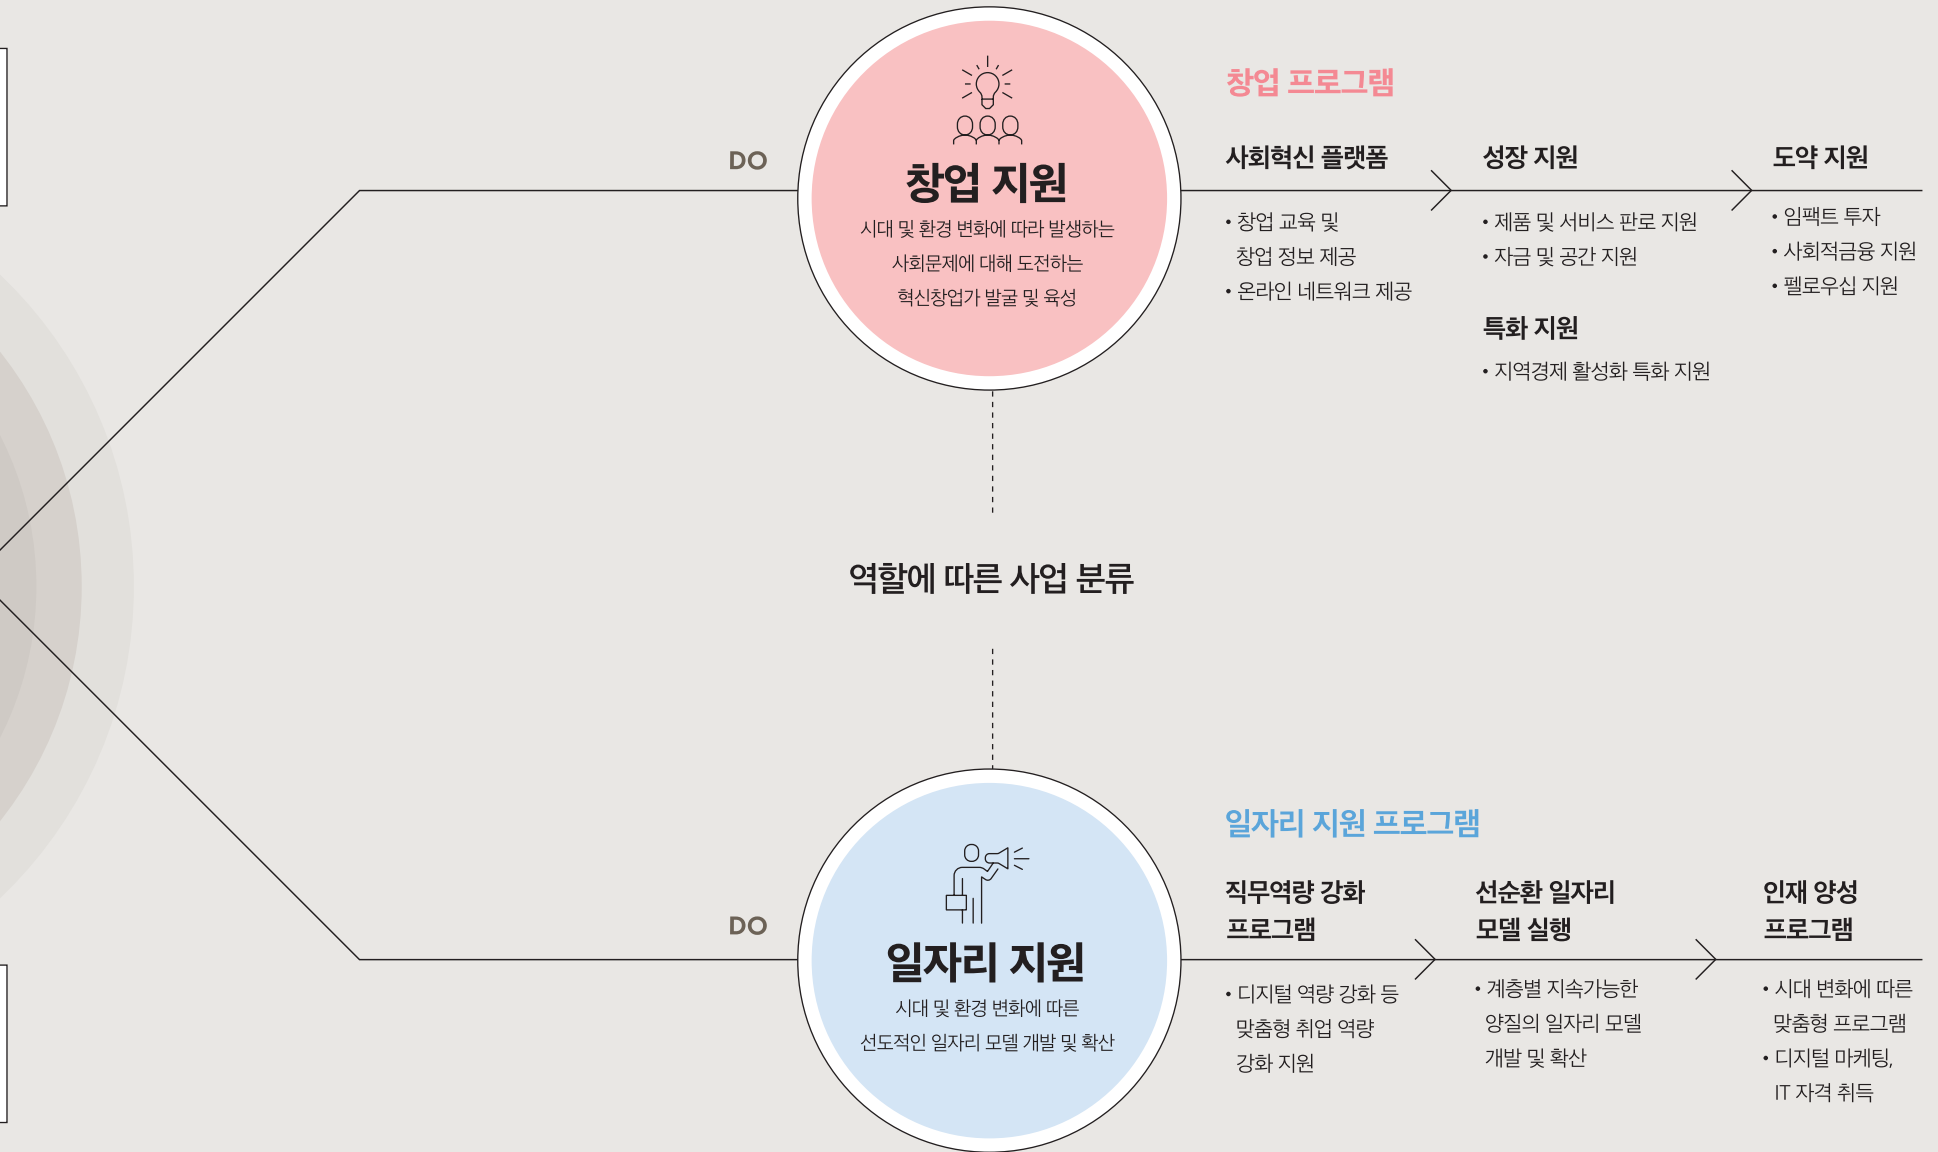 DO
창업 지원
시대 및 환경 변화에 따라 발생하는
사회문제에 대해 도전하는
혁신창업가 발굴 및 육성
창업 프로그램
사회혁신 플랫폼
• 창업 교육 및
창업 정보 제공
• 온라인 네트워크 제공
성장 지원
• 제품 및 서비스 판로 지원
• 자금 및 공간 지원
특화 지원
• 지역경제 활성화 특화 지원
도약 지원
• 임팩트 투자
• 사회적금융 지원
• 펠로우십 지원
역할에 따른 사업 분류
DO
일자리 지원
시대 및 환경 변화에 따른
선도적인 일자리 모델 개발 및 확산
일자리 지원 프로그램
직무역량 강화
프로그램
• 디지털 역량 강화 등
맞춤형 취업 역량
강화 지원
선순환 일자리
모델 실행
• 계층별 지속가능한
양질의 일자리 모델
개발 및 확산
인재 양성
프로그램
• 시대 변화에 따른
맞춤형 프로그램
• 디지털 마케팅,
IT 자격 취득